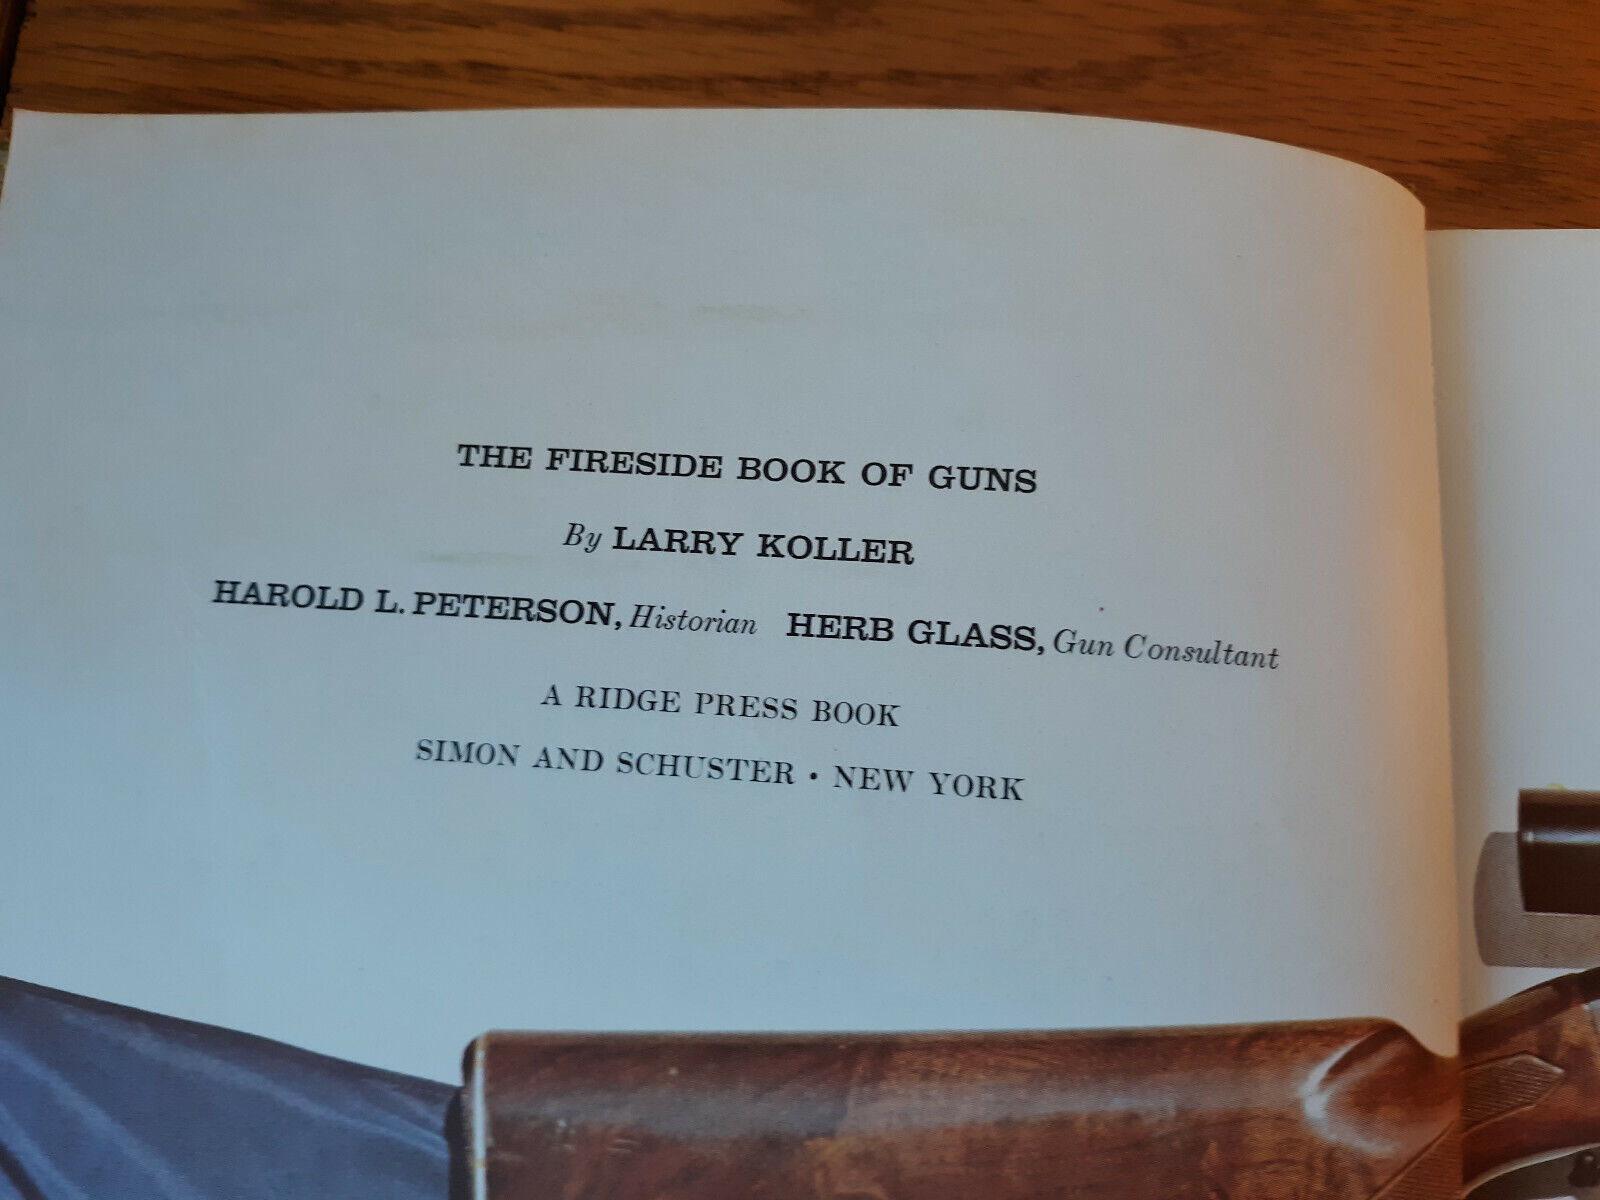 THE FIRESIDE BOOK OF GUNS
By LARRY KOLLER
HAROLD L. PETERSON, Historian HERB GLASS, Gun Consultant
A RIDGE PRESS BOOK
SIMON AND SCHUSTER • NEW YORK